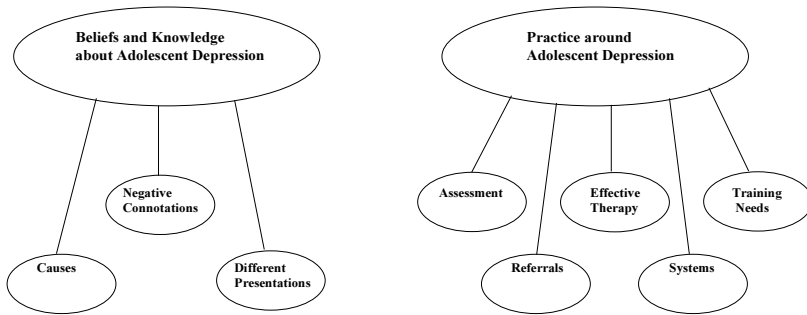 Beliefs and Knowledge
about Adolescent Depression
Negative
Connotations
Causes
Different
Presentations
Practice around
Adolescent Depression
Assessment
Effective
Therapy
Training
Needs
Referrals
Systems